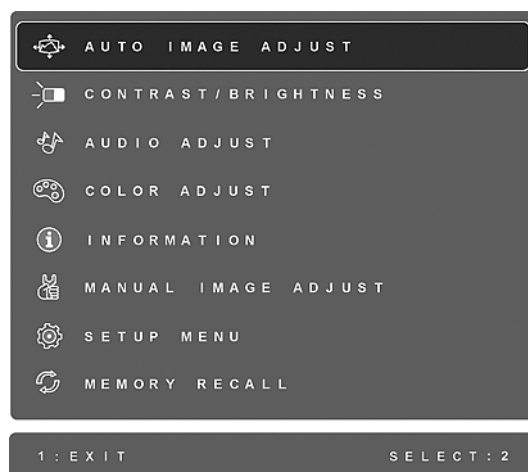 AUTO IMAGE ADJUST
CONTRAST/BRIGHTNESS
AUDIO ADJUST
COLOR ADJUST
INFORMATION
MANUAL IMAGE ADJUST
SETUP MENU
MEMORY RECALL
1:EXIT SELECT:2